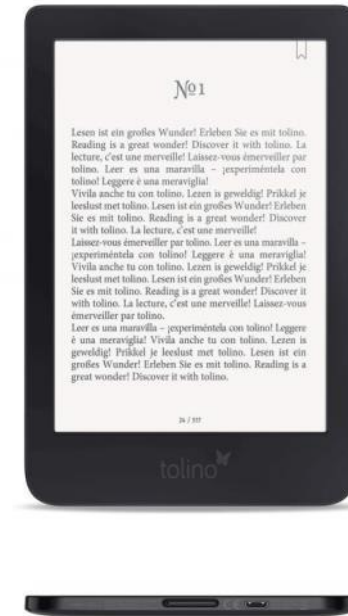 №1
Lesen ist ein großes Wunder! Erleben Sie es mit tolino.
Reading is a great wonder! Discover it with tolino. La
lecture, c'est une merveille! Laissez-vous émerveiller par
tolino. Leer es una maravilla – ¡experiméntela con
tolino! Leggere è una meraviglia!
Vivila anche tu con tolino. Lezen is geweldig! Prikkel je
leeslust met tolino. Lesen ist ein großes Wunder! Erleben
Sie es mit tolino. Reading is a great wonder! Discover
it with tolino. La lecture, c'est une merveille!
Laissez-vous émerveiller par tolino. Leer es una maravilla –
¡experiméntela con tolino! Leggere è una meraviglia!
Vivila anche tu con tolino. Lezen is geweldig! Prikkel je
leeslust met tolino. Lesen ist ein großes Wunder! Erleben
Sie es mit tolino. Reading is a great wonder! Discover it
with tolino. La lecture, c'est une merveille! Laissez-vous
émerveiller par tolino.
Leer es una maravilla – ¡experiméntela con tolino! Leggere
è una meraviglia! Vivila anche tu con tolino. Lezen is
geweldig! Prikkel je leeslust met tolino. Lesen ist ein
großes Wunder! Erleben Sie es mit tolino. Reading is a
great wonder! Discover it with tolino.
tolino